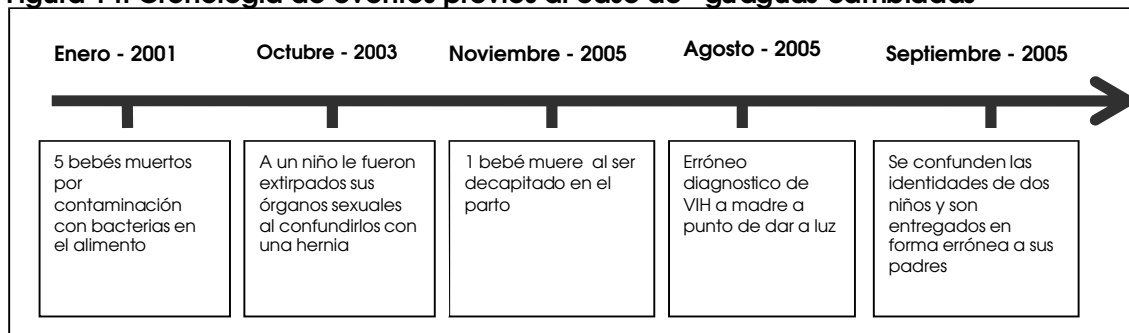 Enero - 2001
Octubre - 2003
Noviembre - 2005
Agosto - 2005
Septiembre - 2005
5 bebés muertos
por
contaminación
con bacterias en
el alimento
A un niño le fueron
extirpados sus
órganos sexuales
al confundirlos con
una hernia
1 bebé muere al ser
decapitado en el
parto
Erróneo
diagnostico de
VIH a madre a
punto de dar a luz
Se confunden las
identidades de dos
niños y son
entregados en
forma errónea a sus
padres